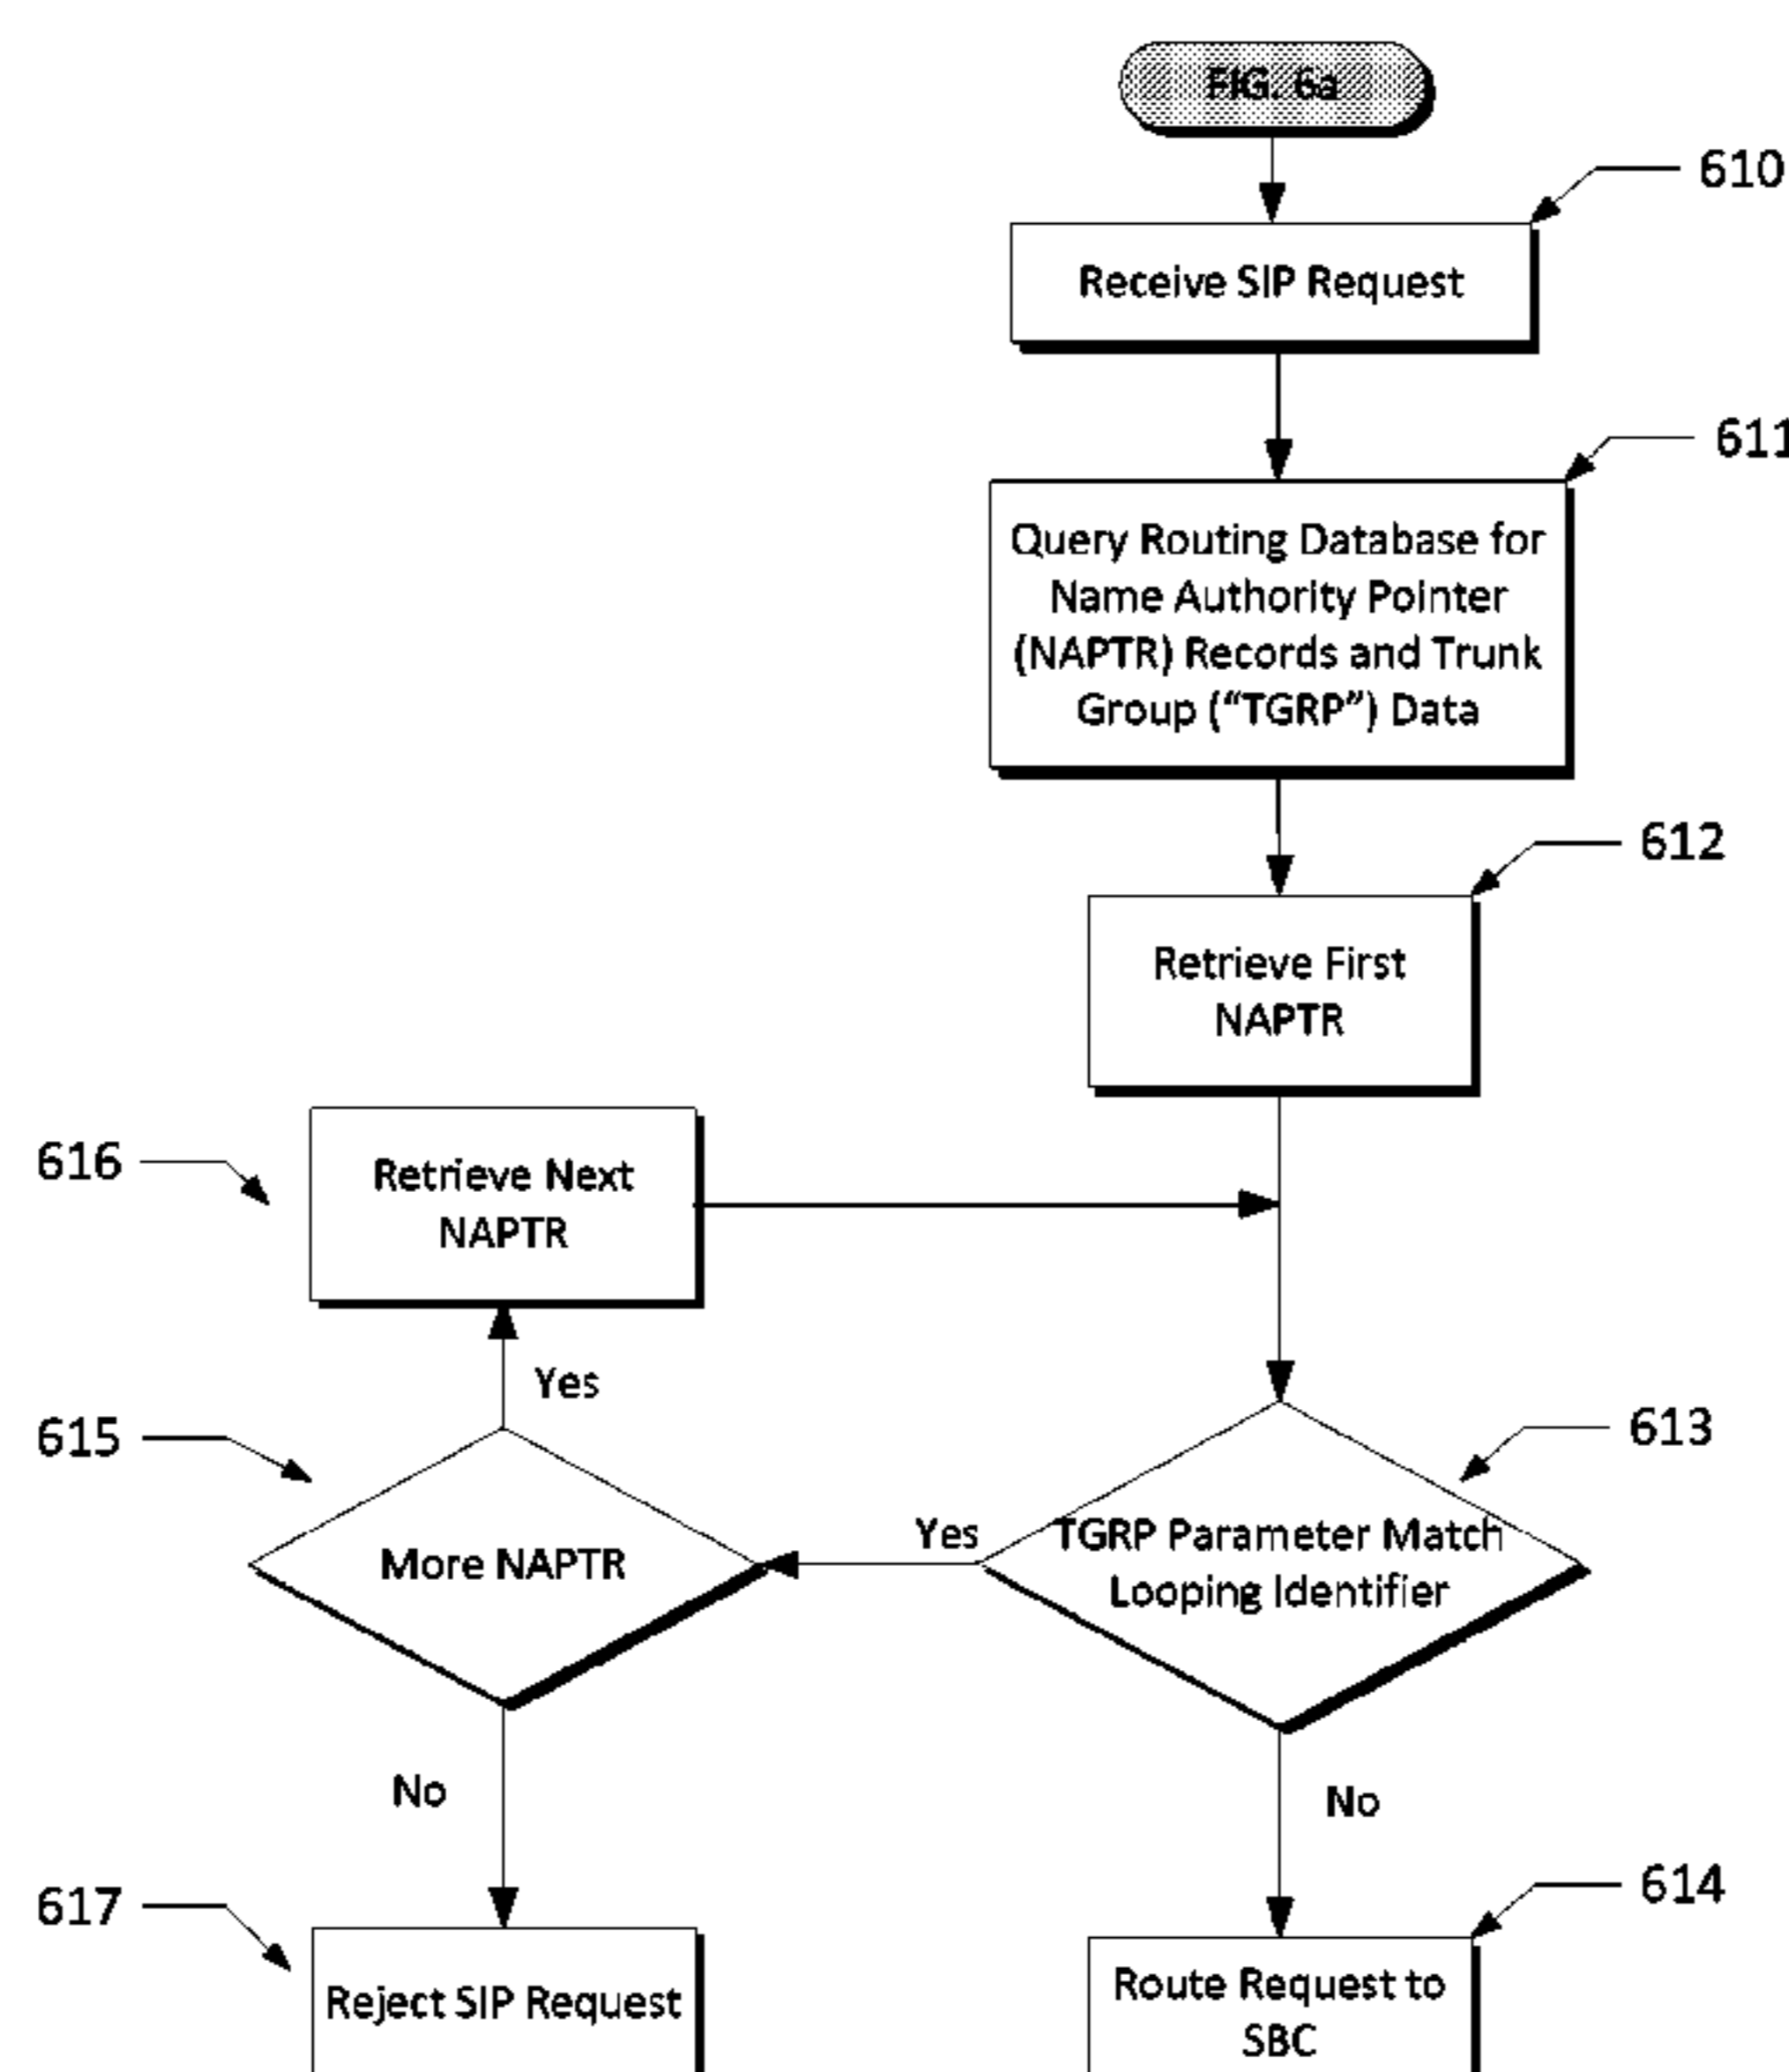 FIG. 6a
610
Receive SIP Request
611
Query Routing Database for
Name Authority Pointer
(NAPTR) Records and Trunk
Group (“TGRP”) Data
612
Retrieve First
NAPTR
616
Retrieve Next
NAPTR
Yes
615
More NAPTR
613
Yes
TGRP Parameter Match
Looping Identifier
No
No
617
Reject SIP Request
614
Route Request to
SBC